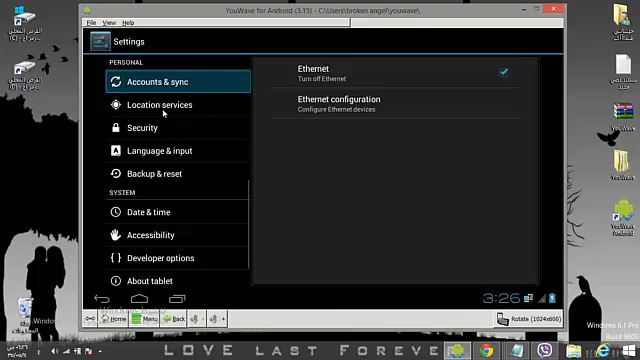 YouWave for Android (3.15) - C:\Users\broken angel\youwave\
File View Help
Settings
PERSONAL
Accounts & sync
Location services
Security
Language & input
Backup & reset
SYSTEM
Date & time
Accessibility
Developer options
About tablet
Ethernet
Turn off Ethernet
Ethernet configuration
Configure Ethernet devices
3:26
Home Menu Back
Rotate (1024x600)
YouWave
YouWave
YouWave Android
Windows 8.1 Pro
Build 9600
LOVE LAST FOREVE